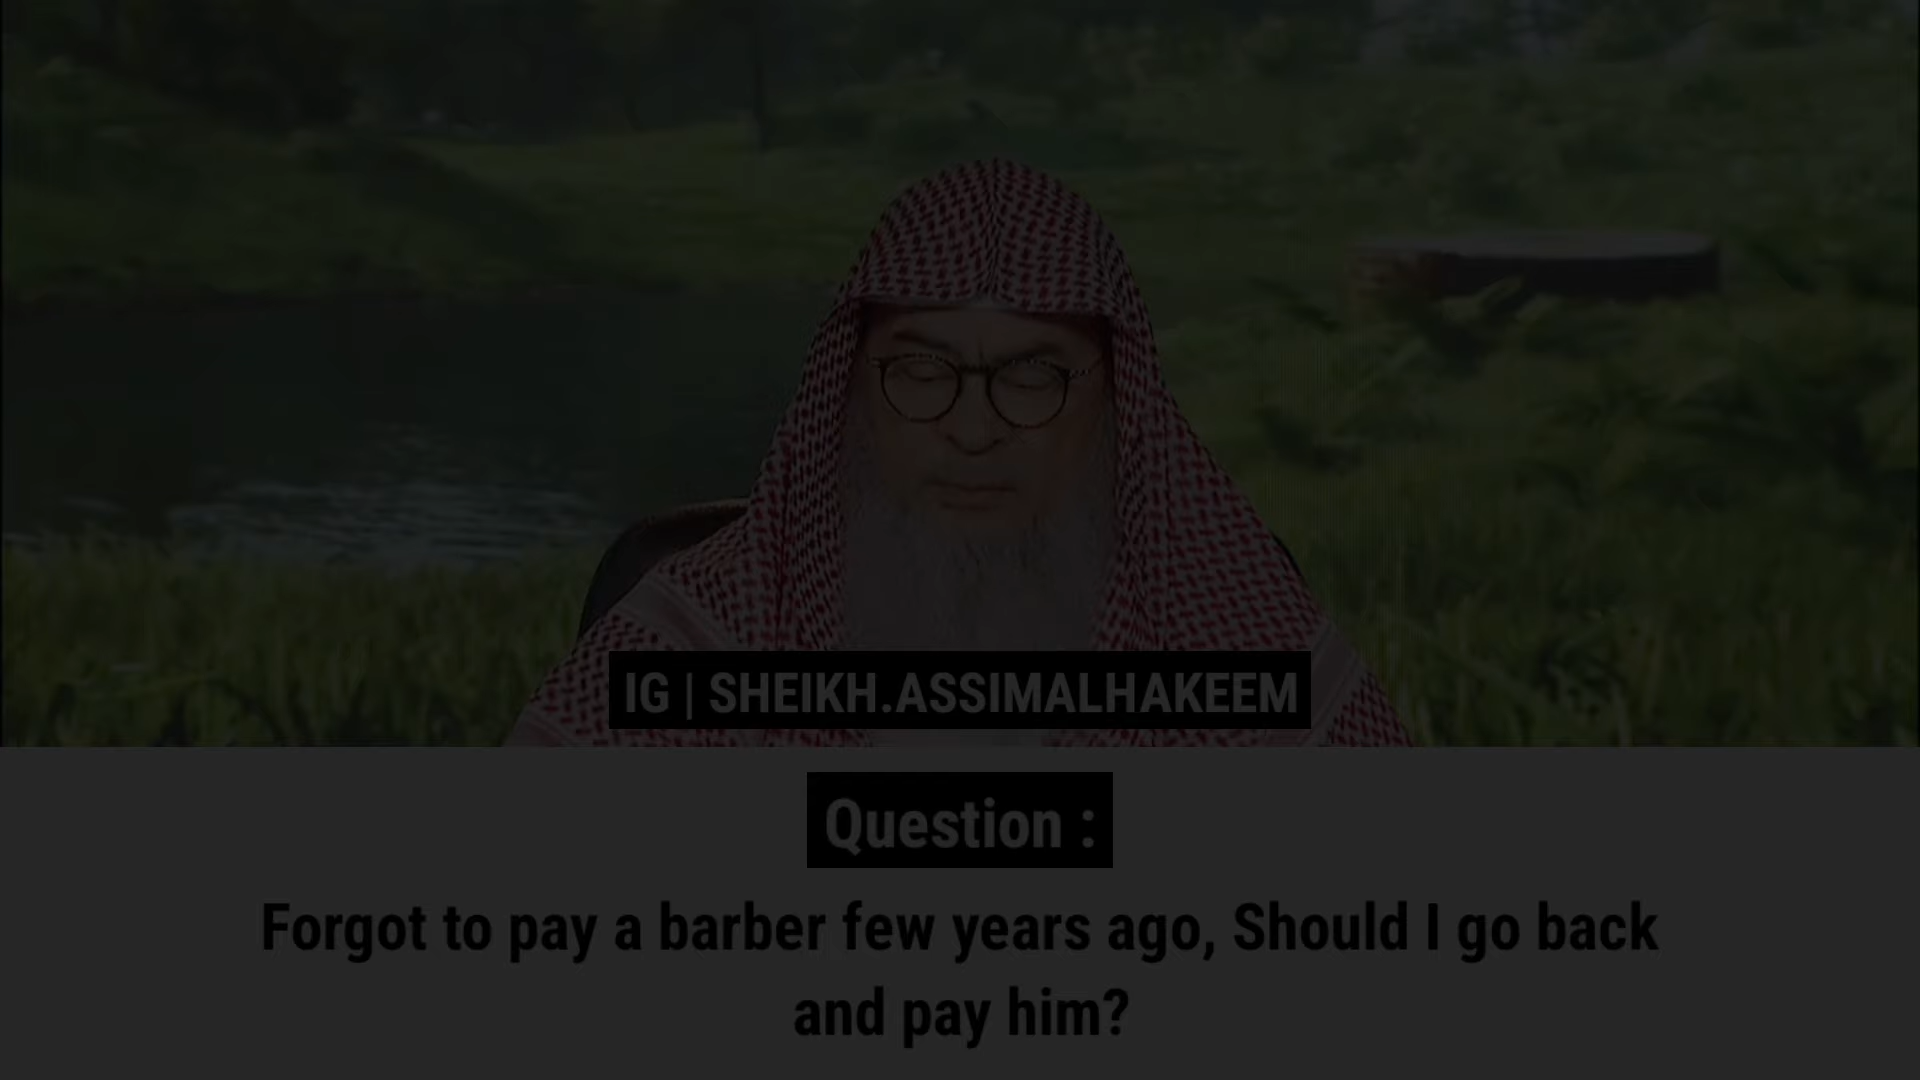 IG | SHEIKH.ASSIMALHAKEEM
Question :
Forgot to pay a barber few years ago, Should I go back
and pay him?